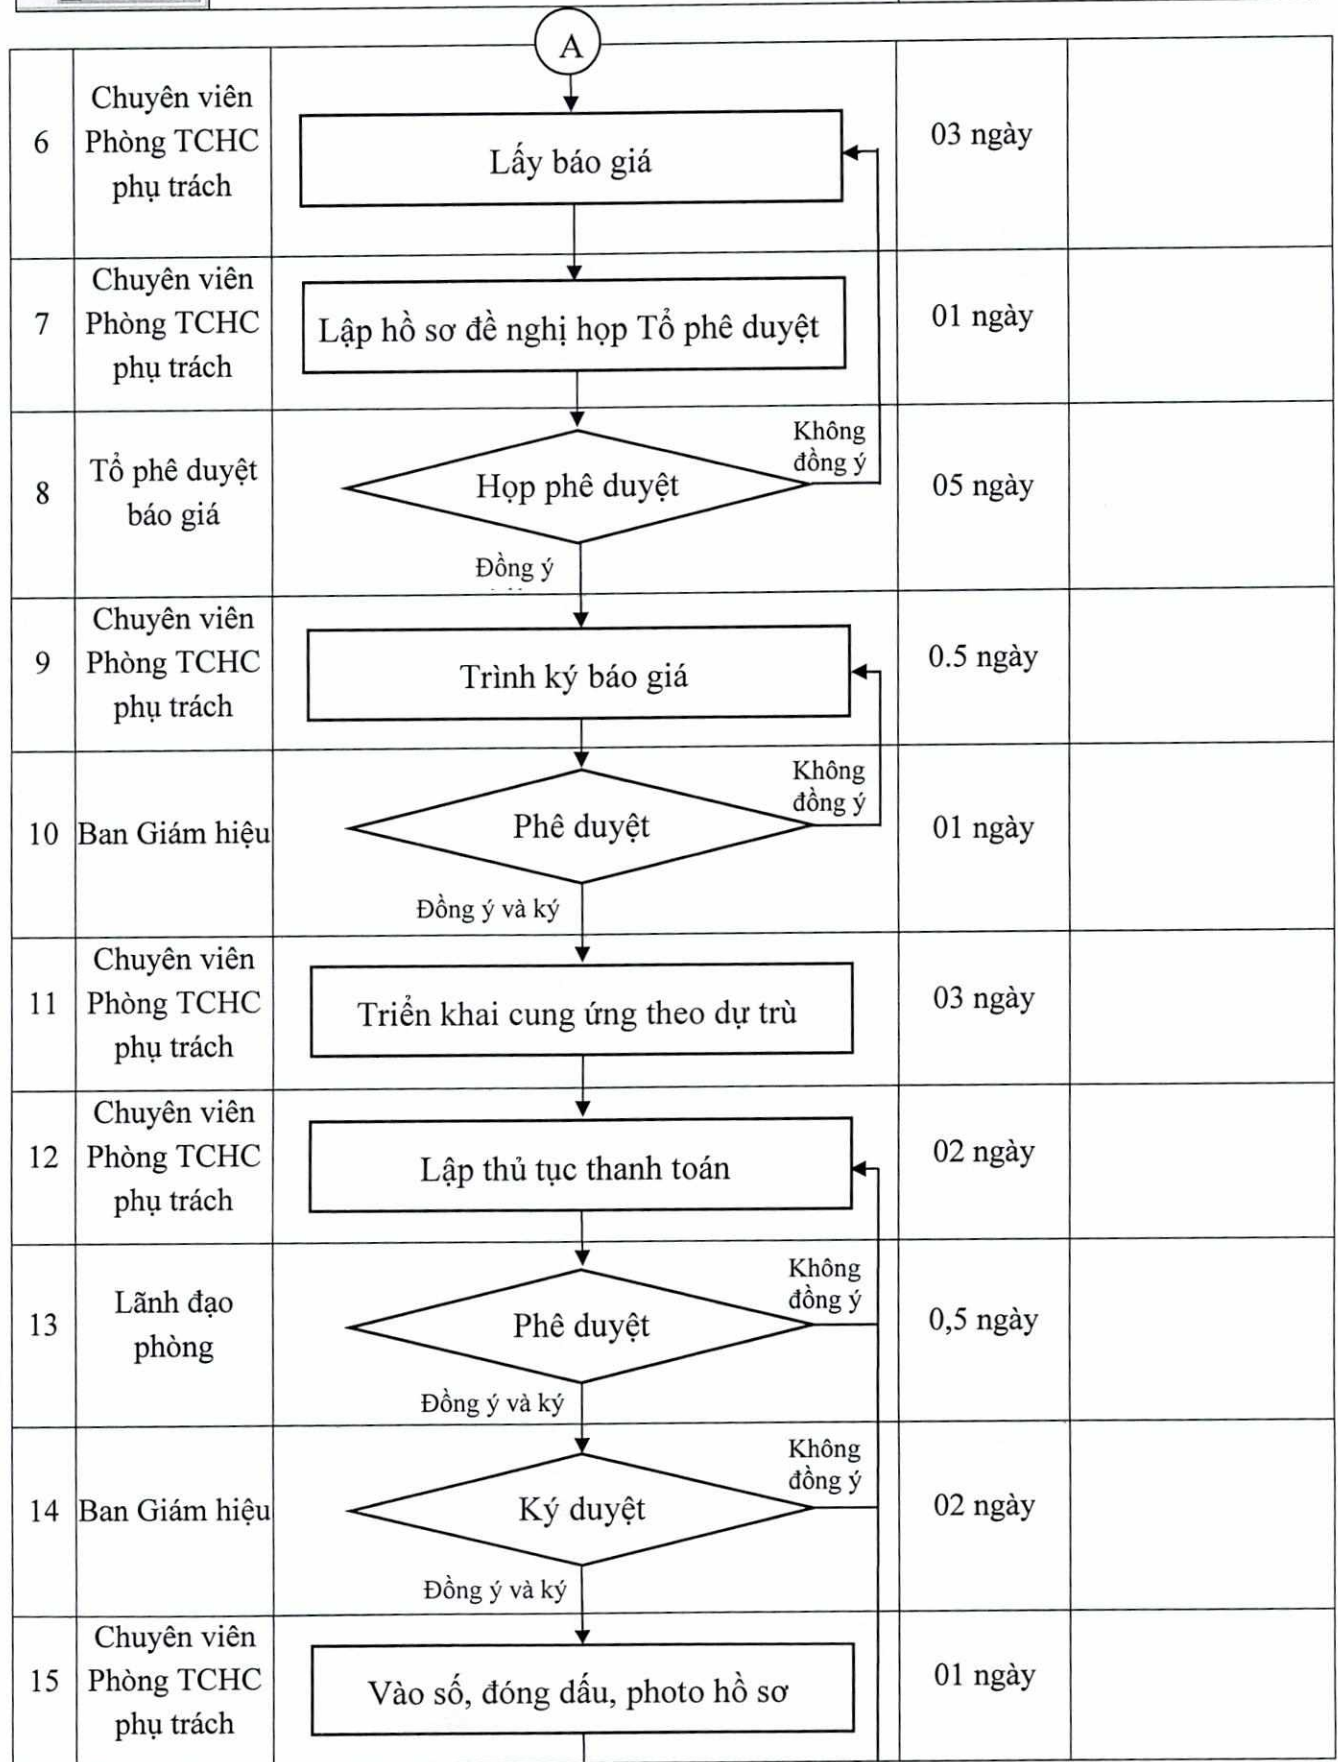 A
6
Chuyên viên
Phòng TCHC
phụ trách
Lấy báo giá
03 ngày
7
Chuyên viên
Phòng TCHC
phụ trách
Lập hồ sơ đề nghị họp Tổ phê duyệt
01 ngày
8
Tổ phê duyệt
báo giá
Họp phê duyệt
Không
đồng ý
Đồng ý
05 ngày
9
Chuyên viên
Phòng TCHC
phụ trách
Trình ký báo giá
0.5 ngày
10
Ban Giám hiệu
Phê duyệt
Không
đồng ý
Đồng ý và ký
01 ngày
11
Chuyên viên
Phòng TCHC
phụ trách
Triển khai cung ứng theo dự trù
03 ngày
12
Chuyên viên
Phòng TCHC
phụ trách
Lập thủ tục thanh toán
02 ngày
13
Lãnh đạo
phòng
Phê duyệt
Không
đồng ý
Đồng ý và ký
0,5 ngày
14
Ban Giám hiệu
Ký duyệt
Không
đồng ý
Đồng ý và ký
02 ngày
15
Chuyên viên
Phòng TCHC
phụ trách
Vào số, đóng dấu, photo hồ sơ
01 ngày